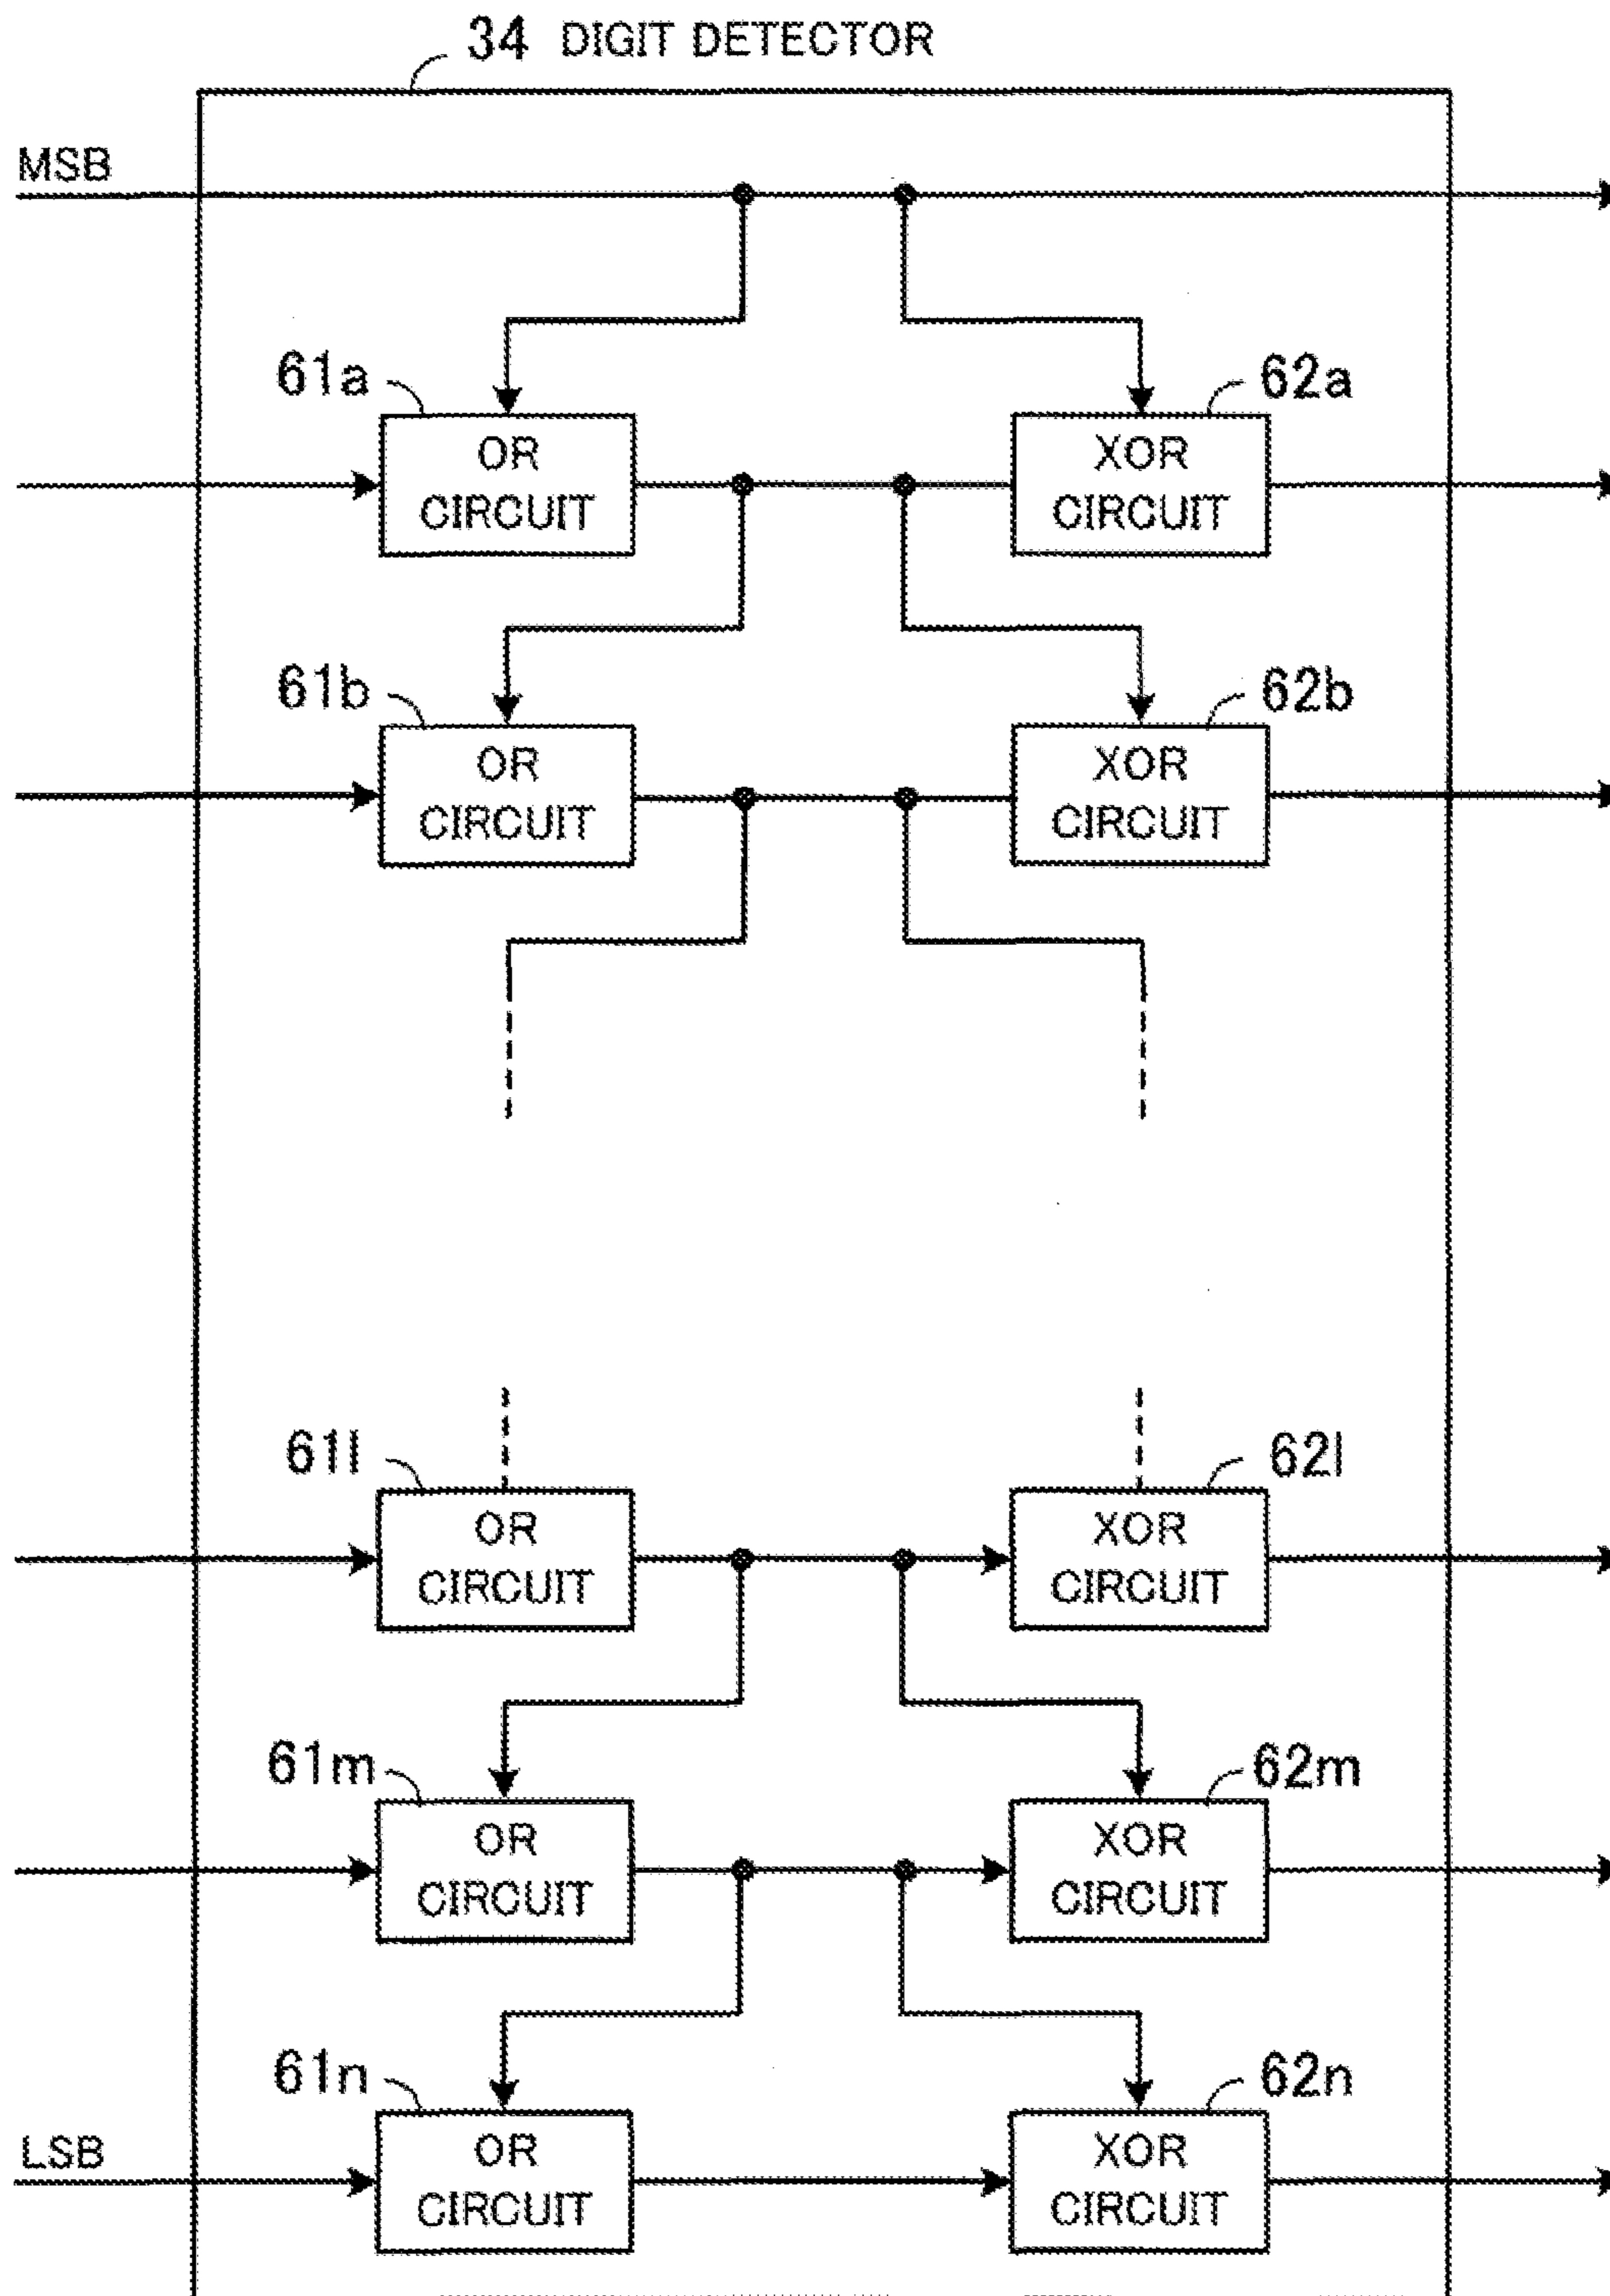 34 DIGIT DETECTOR
MSB
61a
62a
OR
CIRCUIT
XOR
CIRCUIT
61b
62b
OR
CIRCUIT
XOR
CIRCUIT
61l
62l
OR
CIRCUIT
XOR
CIRCUIT
61m
62m
OR
CIRCUIT
XOR
CIRCUIT
61n
62n
LSB
OR
CIRCUIT
XOR
CIRCUIT